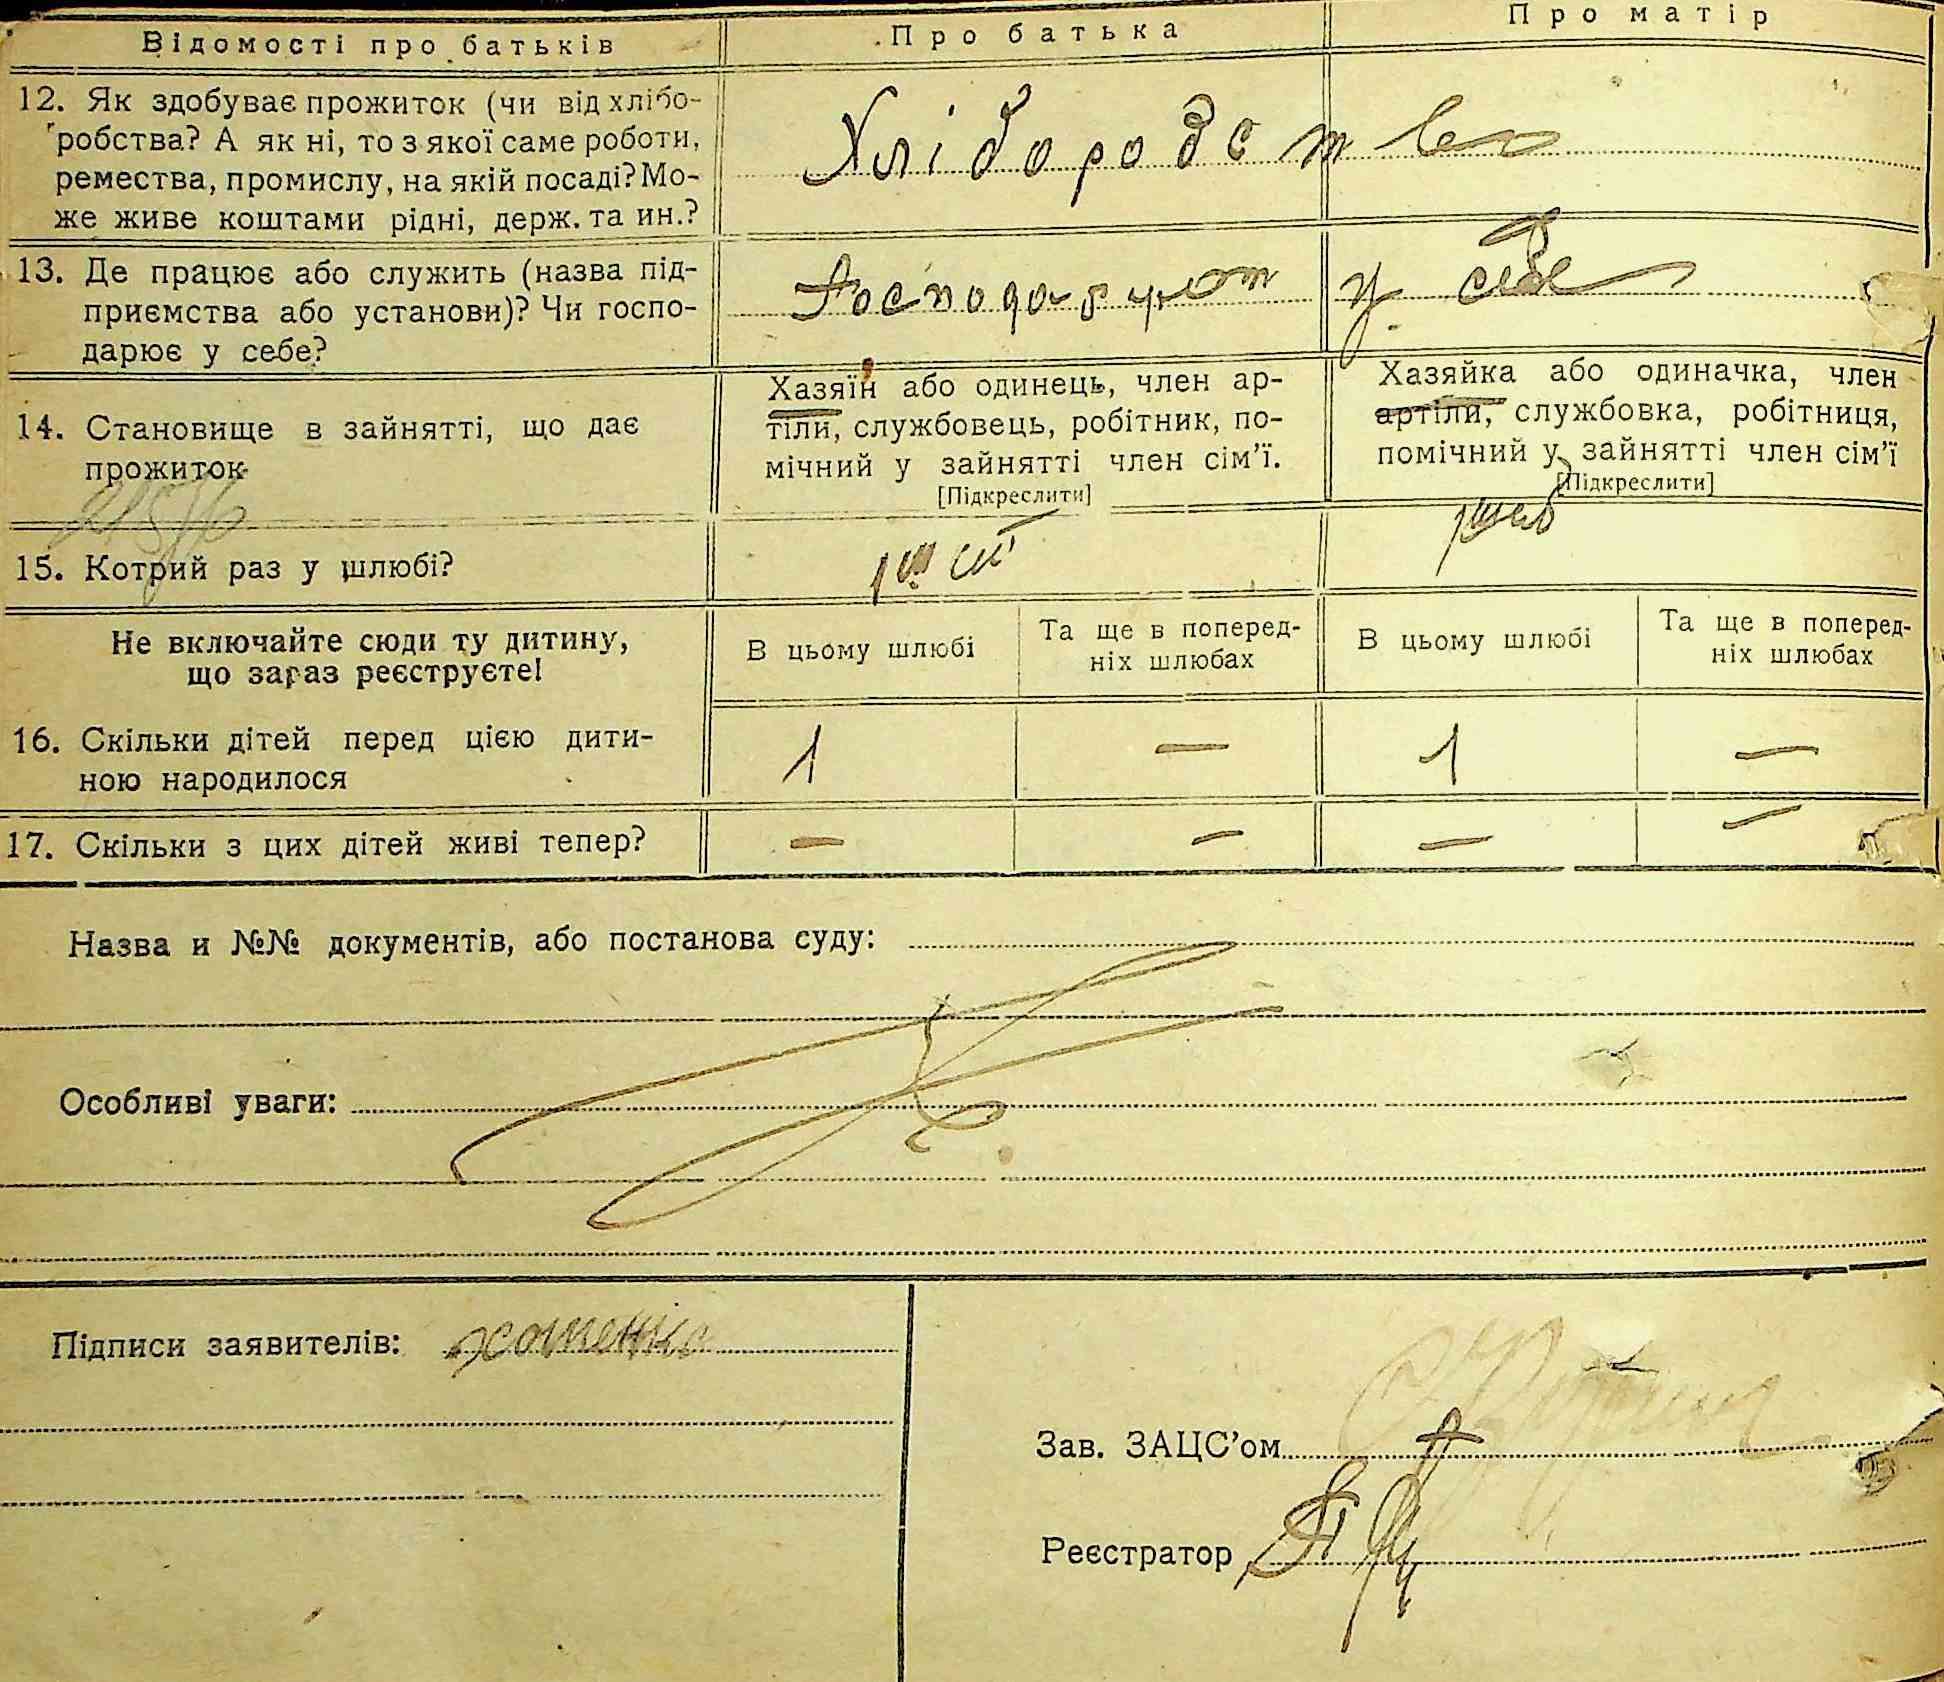 Відомості про батьків
Про батька
Про матір
12. Як здобуває прожиток (чи від хлібо-
робства? А як ні, то з якої саме роботи,
ремества, промислу, на якій посаді? Мо-
же живе коштами рідні, держ. та ин.?
Хліборобство
13. Де працює або служить (назва під-
приємства або установи)? Чи госпо-
дарює у себе?
Господарують у себе
14. Становище в зайнятті, що дає
прожиток
Хазяїн або одинець, член ар-
тіли, службовець, робітник, по-
мічний у зайнятті член сім'ї.
[Підкреслити]
Хазяйка або одиначка, член
артіли, службовка, робітниця,
помічний у зайнятті член сім'ї
[Підкреслити]
15. Котрий раз у шлюбі?
Не включайте сюди ту дитину,
що зараз реєструєте!
В цьому шлюбі
Та ще в поперед-
ніх шлюбах
В цьому шлюбі
Та ще в поперед-
ніх шлюбах
16. Скільки дітей перед цією дити-
ною народилося
1 — 1 —
17. Скільки з цих дітей живі тепер?
— — — —
Назва и №№ документів, або постанова суду:
Особливі уваги:
Підписи заявителів:
Зав. ЗАЦС'ом
Реєстратор